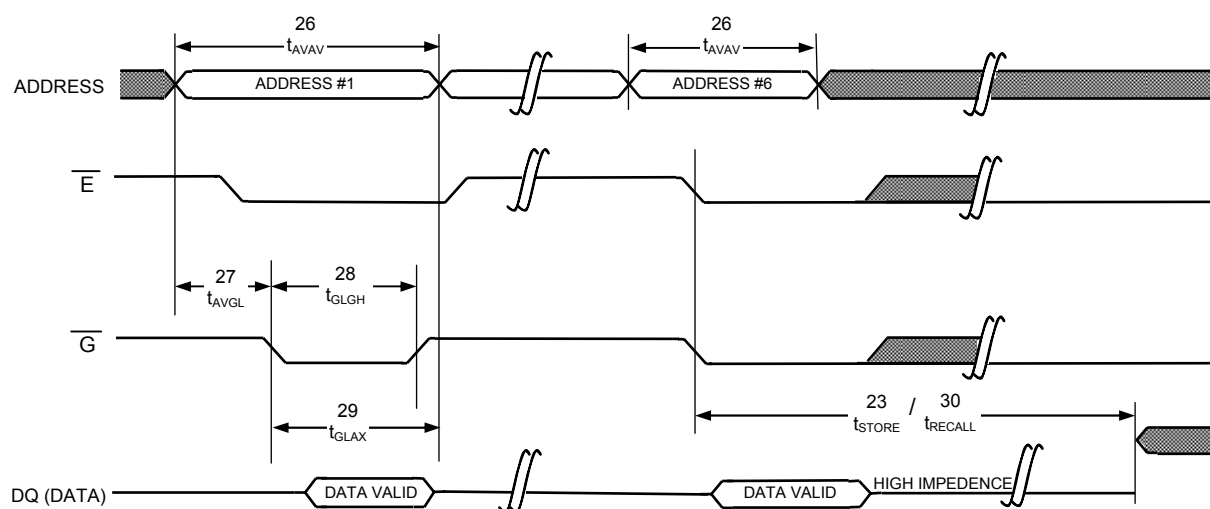 26
tAVAV
26
tAVAV
ADDRESS
ADDRESS #1
ADDRESS #6
E
27
tAVGL
28
tGLGH
G
29
tGLAX
23 / 30
tSTORE tRECALL
DQ (DATA)
DATA VALID
DATA VALID
HIGH IMPEDENCE